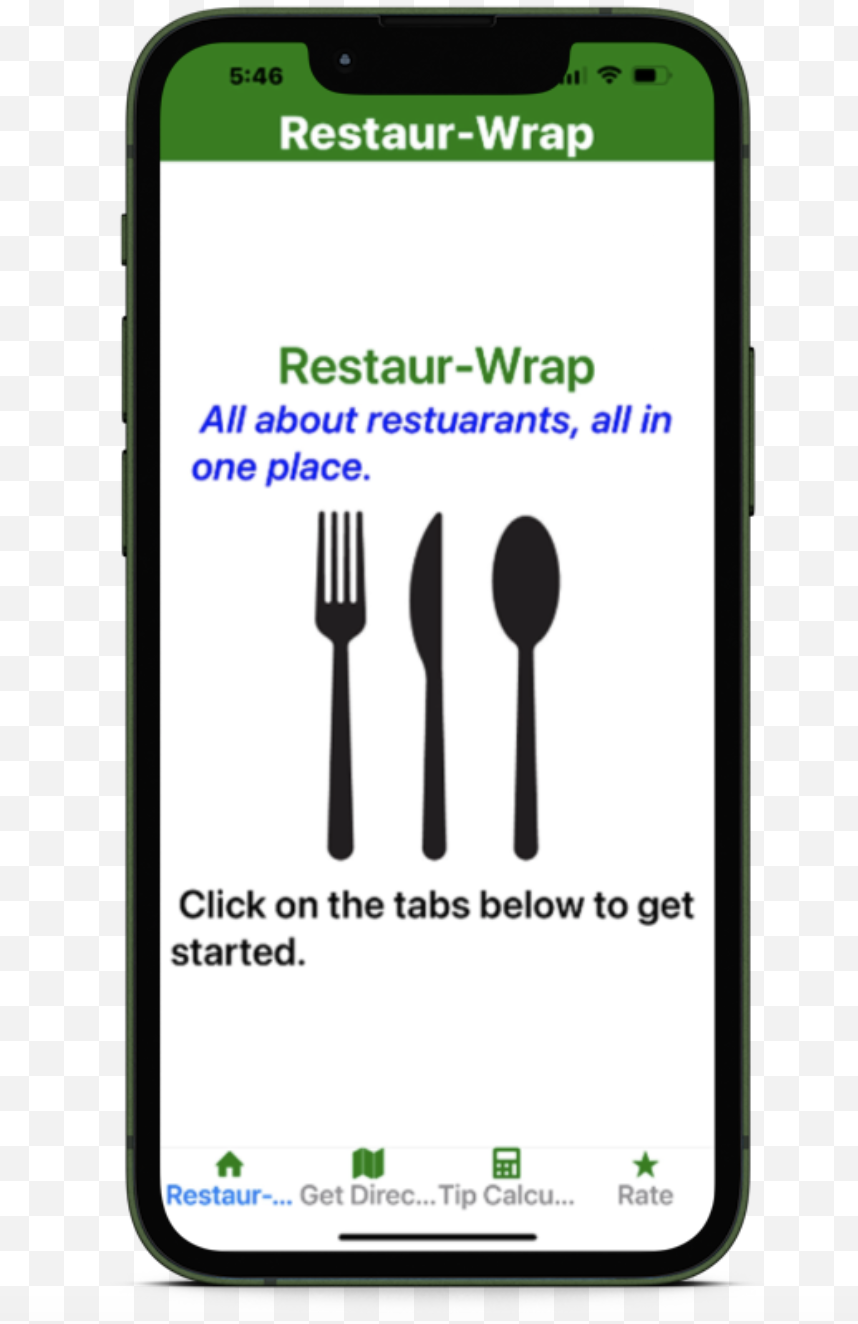 5:46
Restaur-Wrap
Restaur-Wrap
All about restuarants, all in
one place.
Click on the tabs below to get
started.
Restaur-... Get Direc... Tip Calcu... Rate